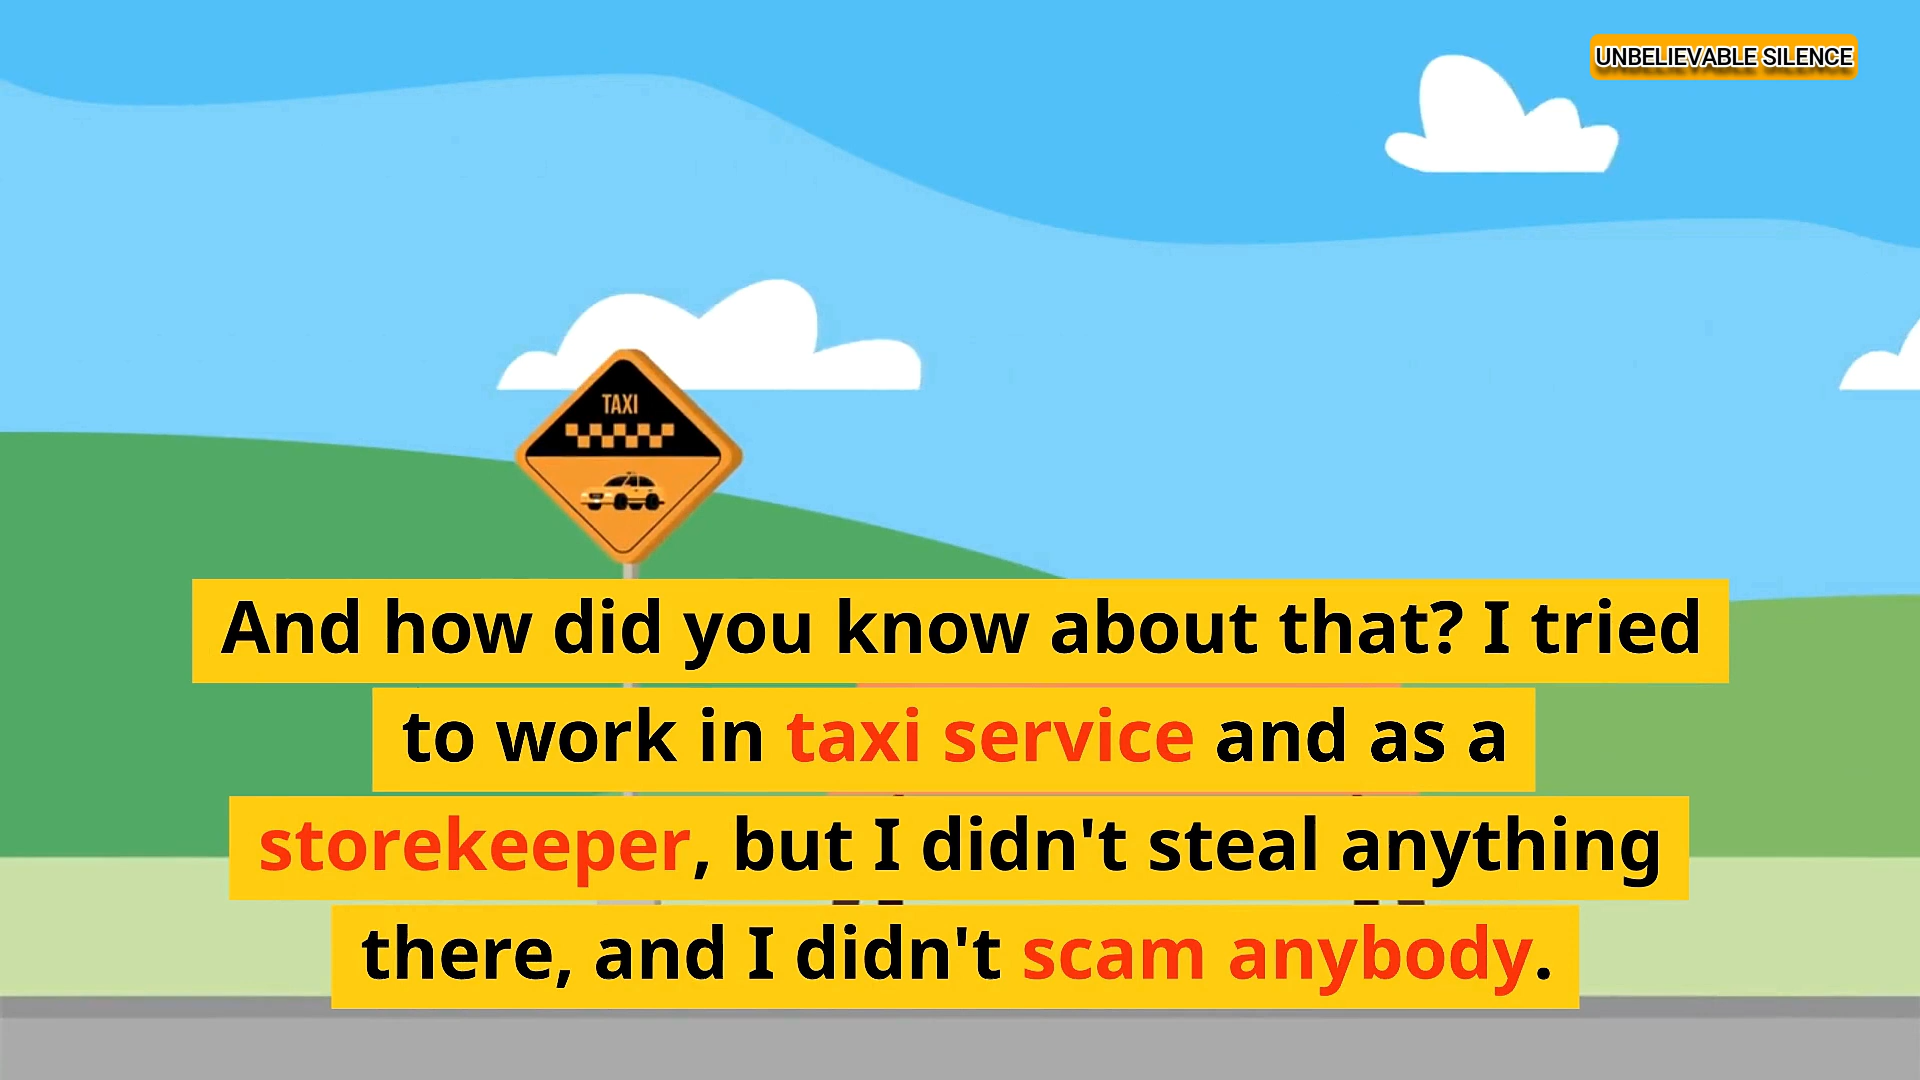 UNBELIEVABLE SILENCE
TAXI
And how did you know about that? I tried
to work in taxi service and as a
storekeeper, but I didn't steal anything
there, and I didn't scam anybody.